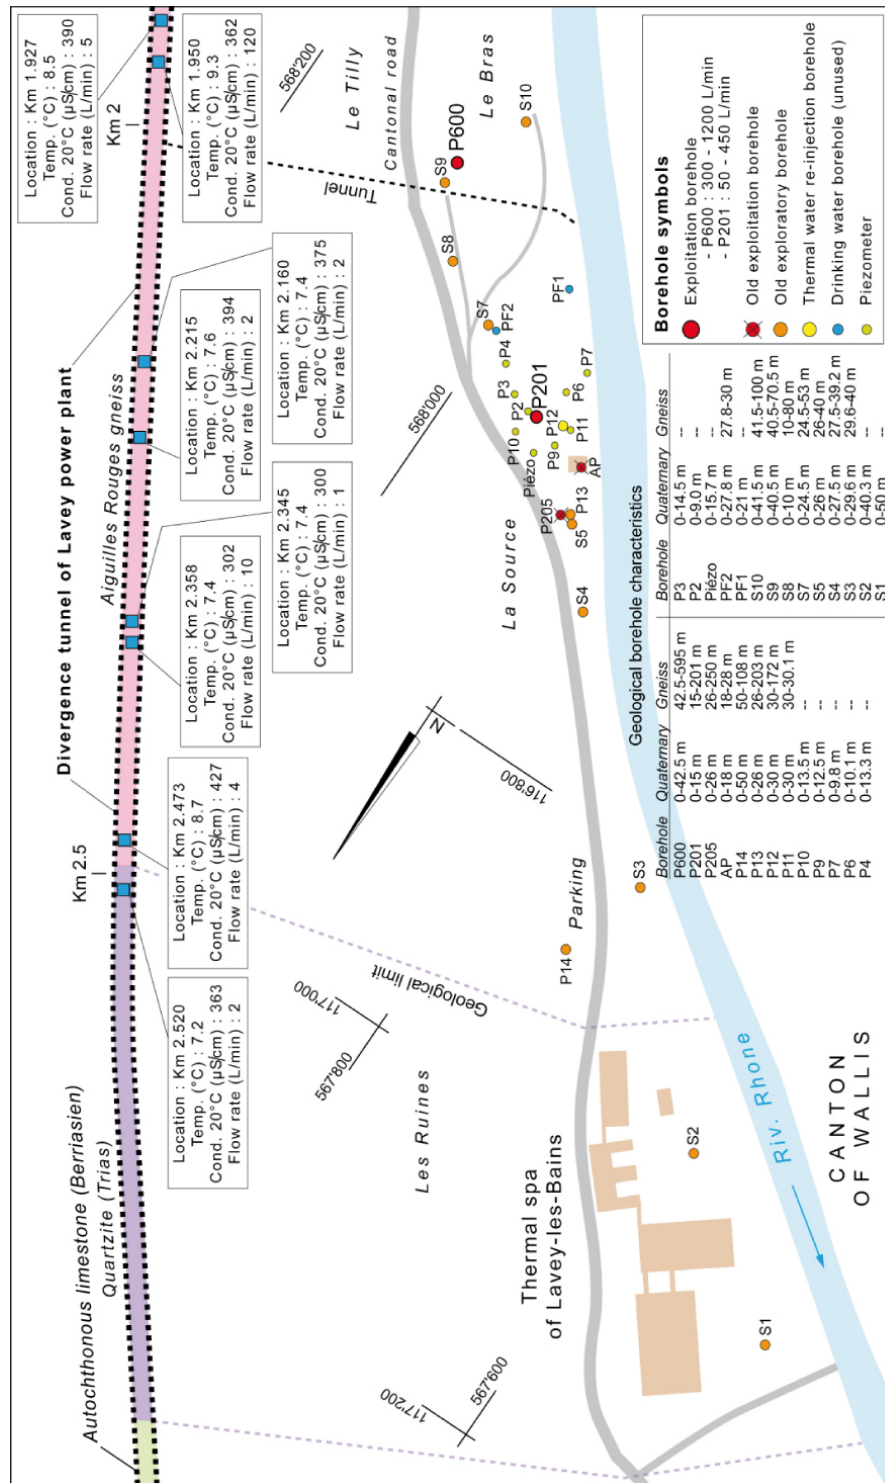 Location : Km 2.520
Temp. (°C) : 7.2
Cond. 20°C (µS/cm) : 363
Flow rate (L/min) : 2
Location : Km 2.473
Temp. (°C) : 8.7
Cond. 20°C (µS/cm) : 427
Flow rate (L/min) : 4
Location : Km 2.358
Temp. (°C) : 7.4
Cond. 20°C (µS/cm) : 302
Flow rate (L/min) : 10
Location : Km 2.345
Temp. (°C) : 7.4
Cond. 20°C (µS/cm) : 300
Flow rate (L/min) : 1
Location : Km 2.215
Temp. (°C) : 7.6
Cond. 20°C (µS/cm) : 394
Flow rate (L/min) : 2
Location : Km 2.160
Temp. (°C) : 7.4
Cond. 20°C (µS/cm) : 375
Flow rate (L/min) : 2
Location : Km 1.927
Temp. (°C) : 8.5
Cond. 20°C (µS/cm) : 390
Flow rate (L/min) : 5
Location : Km 1.950
Temp. (°C) : 9.3
Cond. 20°C (µS/cm) : 362
Flow rate (L/min) : 120
Autochthonous limestone (Berriasien)
Quartzite (Trias)
Km 2.5
Divergence tunnel of Lavey power plant
Aiguilles Rouges gneiss
Km 2
117'200
567'600
Les Ruines
567'800
117'000
Geological limit
N
116'800
568'000
568'200
Le Tilly
Cantonal road
Le Bras
Tunnel
La Source
Parking
Thermal spa
of Lavey-les-Bains
S1
S2
S3
P14
S4
S5
P205
P13
AP
Piézo
P9
P10
P11
P12
P201
P2
P3
P4
P6
P7
PF2
S7
PF1
S8
S9
P600
S10
Riv. Rhone
CANTON
OF WALLIS
Geological borehole characteristics
Borehole Quaternary Gneiss Borehole Quaternary Gneiss
P600 0-42.5 m 42.5-595 m P3 0-14.5 m --
P201 0-15 m 15-201 m P2 0-9.0 m --
P205 0-26 m 26-250 m Piézo 0-15.7 m --
AP 0-18 m 18-28 m PF2 0-27.8 m 27.8-30 m
P14 0-50 m 50-108 m PF1 0-21 m --
P13 0-26 m 26-203 m S10 0-41.5 m 41.5-100 m
P12 0-30 m 30-172 m S9 0-40.5 m 40.5-70.5 m
P11 0-30 m 30-30.1 m S8 0-10 m 10-80 m
P10 0-13.5 m -- S7 0-24.5 m 24.5-53 m
P9 0-12.5 m -- S5 0-26 m 26-40 m
P7 0-9.8 m -- S4 0-27.5 m 27.5-39.2 m
P6 0-10.1 m -- S3 0-29.6 m 29.6-40 m
P4 0-13.3 m -- S2 0-40.3 m --
S1 0-50 m --
Borehole symbols
Exploitation borehole
- P600 : 300 - 1200 L/min
- P201 : 50 - 450 L/min
Old exploitation borehole
Old exploratory borehole
Thermal water re-injection borehole
Drinking water borehole (unused)
Piezometer